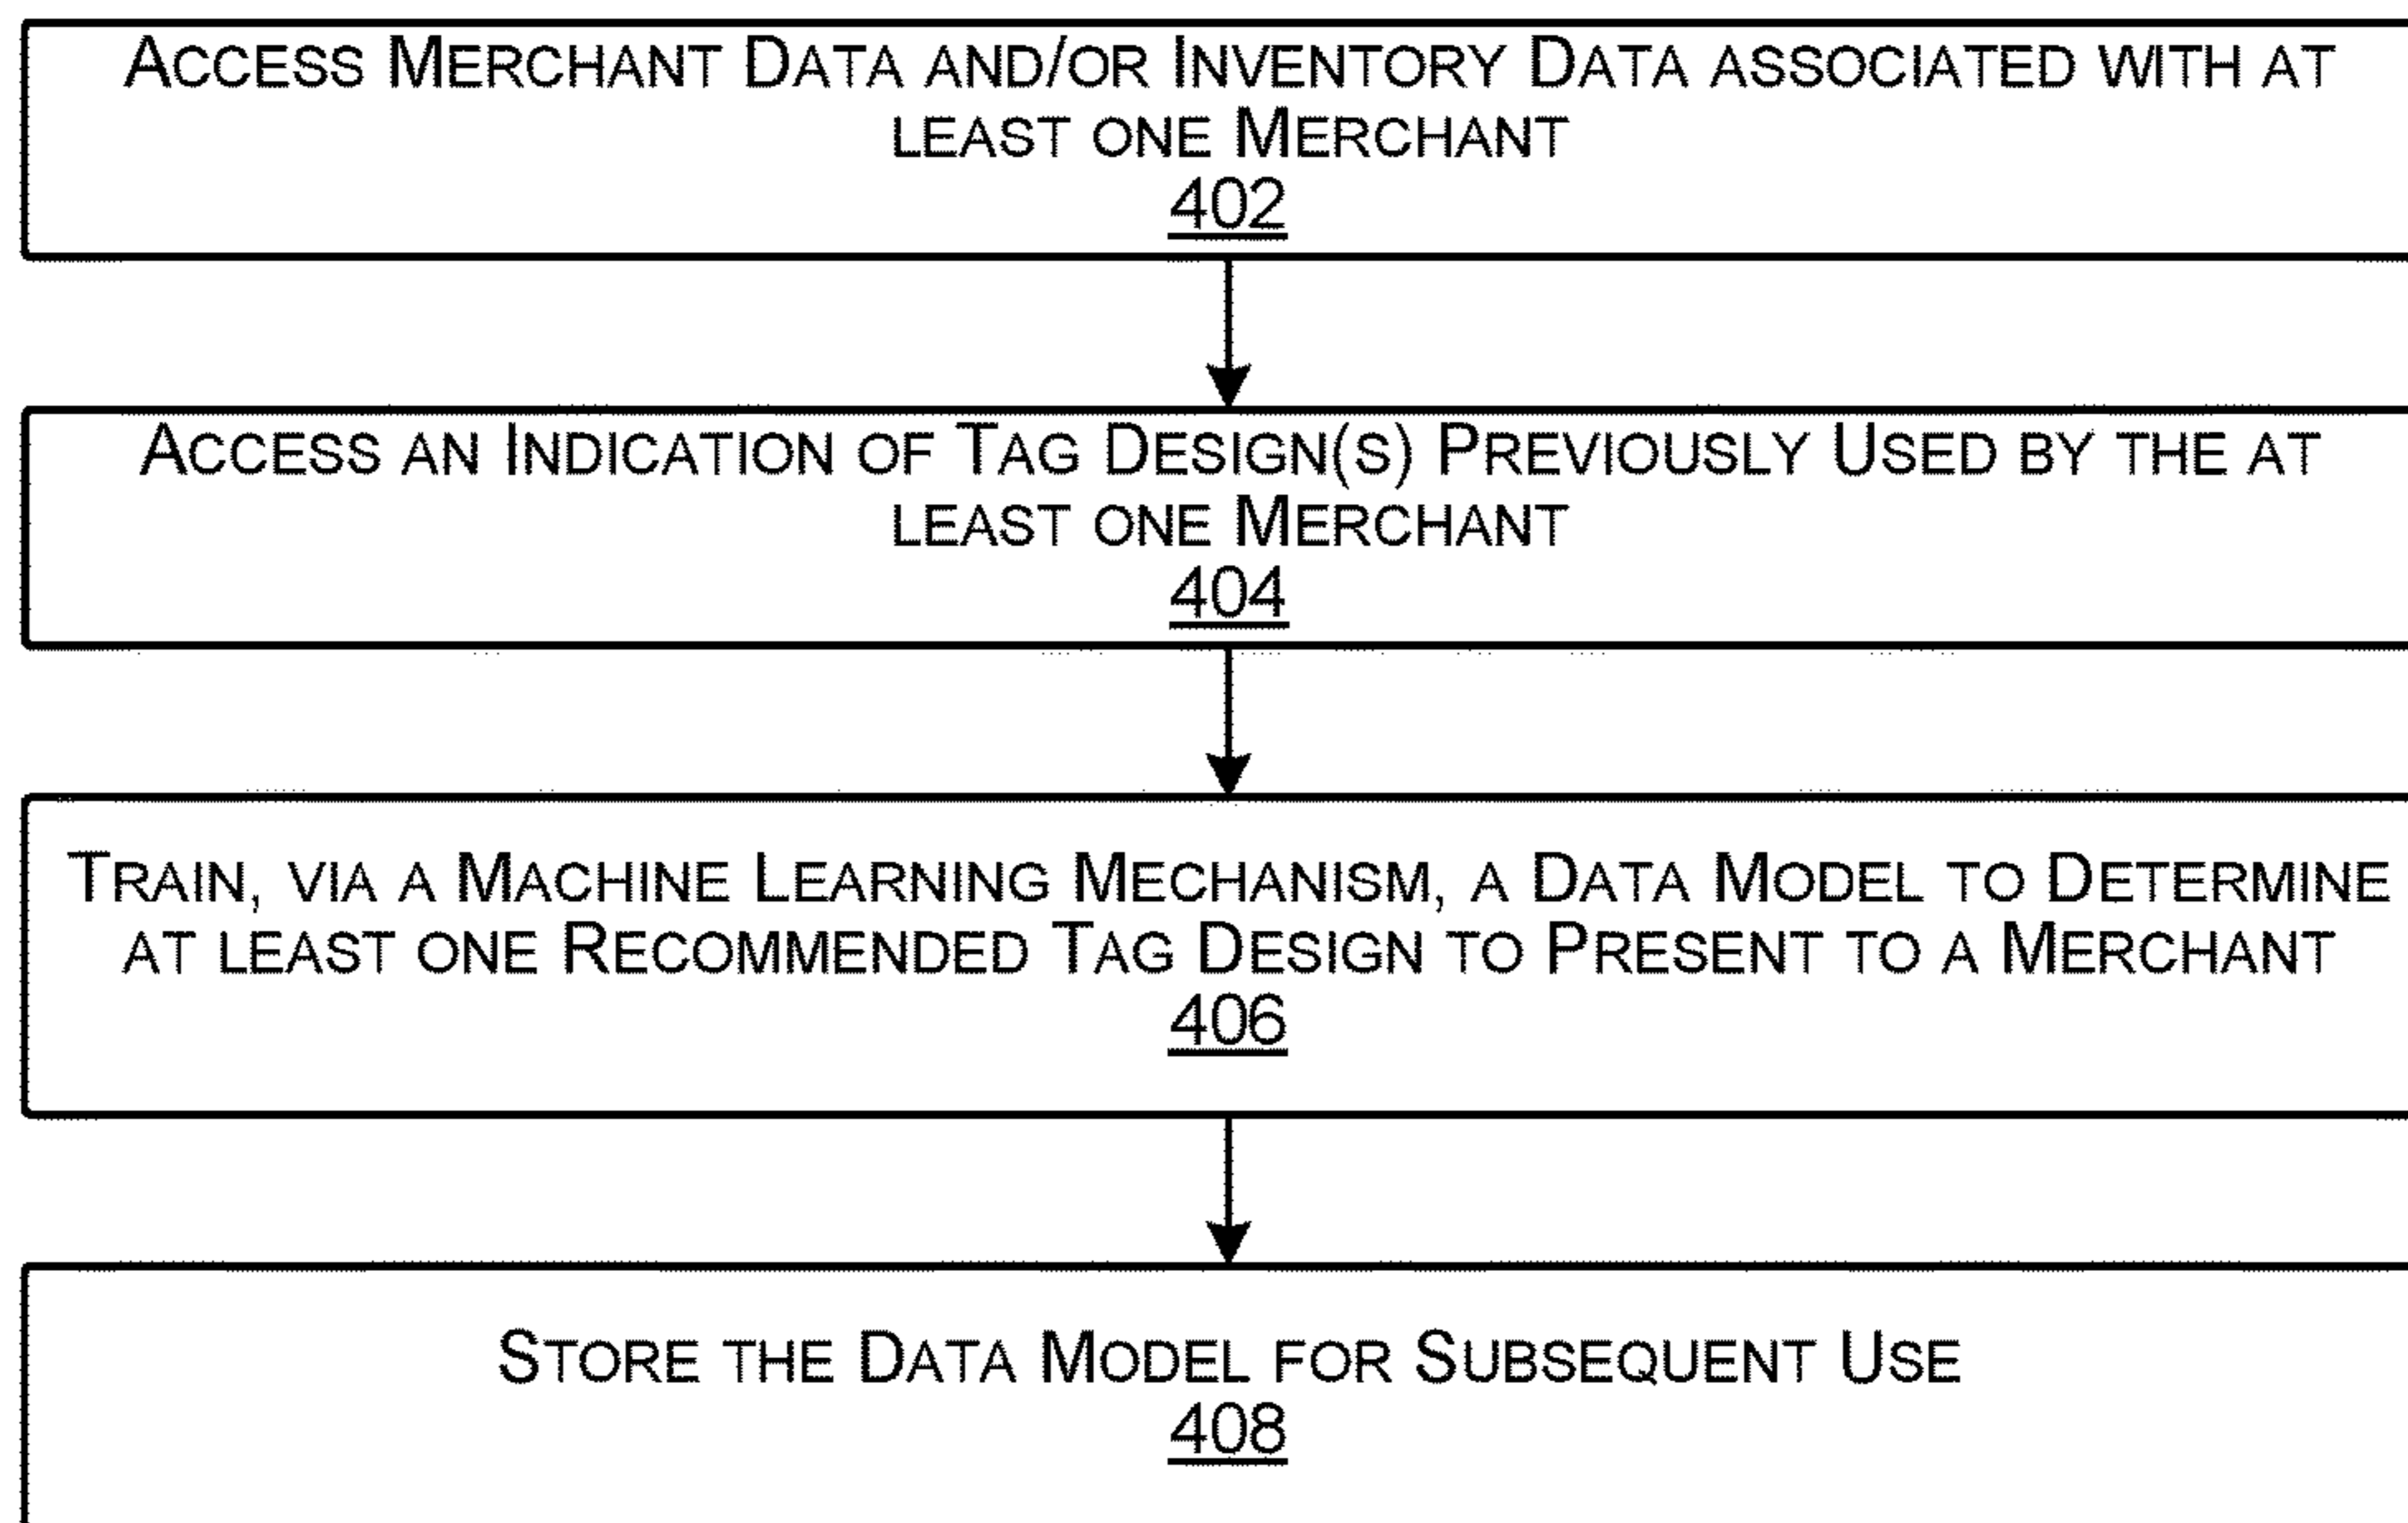 ACCESS MERCHANT DATA AND/OR INVENTORY DATA ASSOCIATED WITH AT
LEAST ONE MERCHANT
402
ACCESS AN INDICATION OF TAG DESIGN(S) PREVIOUSLY USED BY THE AT
LEAST ONE MERCHANT
404
TRAIN, VIA A MACHINE LEARNING MECHANISM, A DATA MODEL TO DETERMINE
AT LEAST ONE RECOMMENDED TAG DESIGN TO PRESENT TO A MERCHANT
406
STORE THE DATA MODEL FOR SUBSEQUENT USE
408